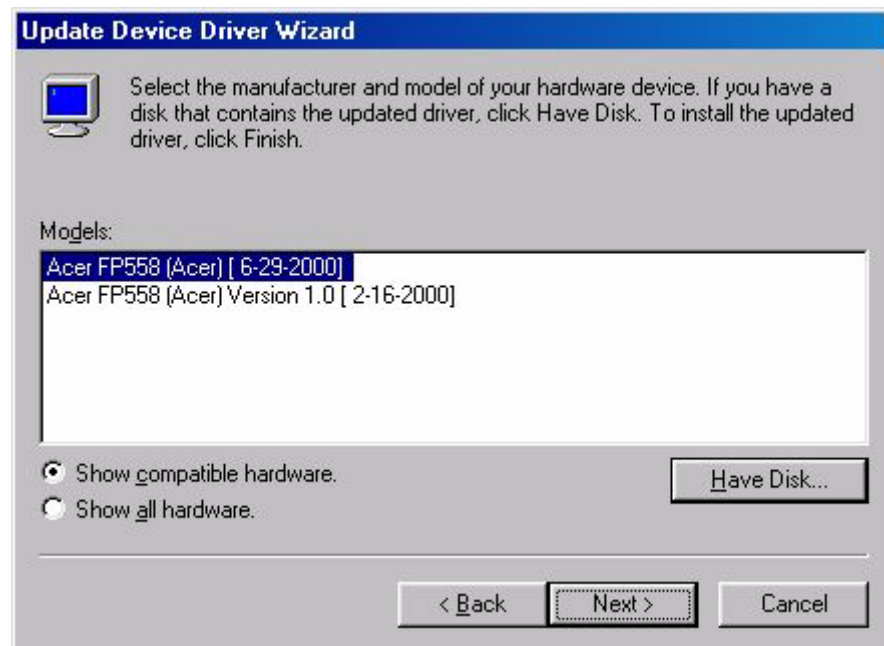 Update Device Driver Wizard
Select the manufacturer and model of your hardware device. If you have a
disk that contains the updated driver, click Have Disk. To install the updated
driver, click Finish.
Models:
Acer FP558 (Acer) [ 6-29-2000]
Acer FP558 (Acer) Version 1.0 [ 2-16-2000]
Show compatible hardware.
Show all hardware.
Have Disk...
< Back
Next >
Cancel